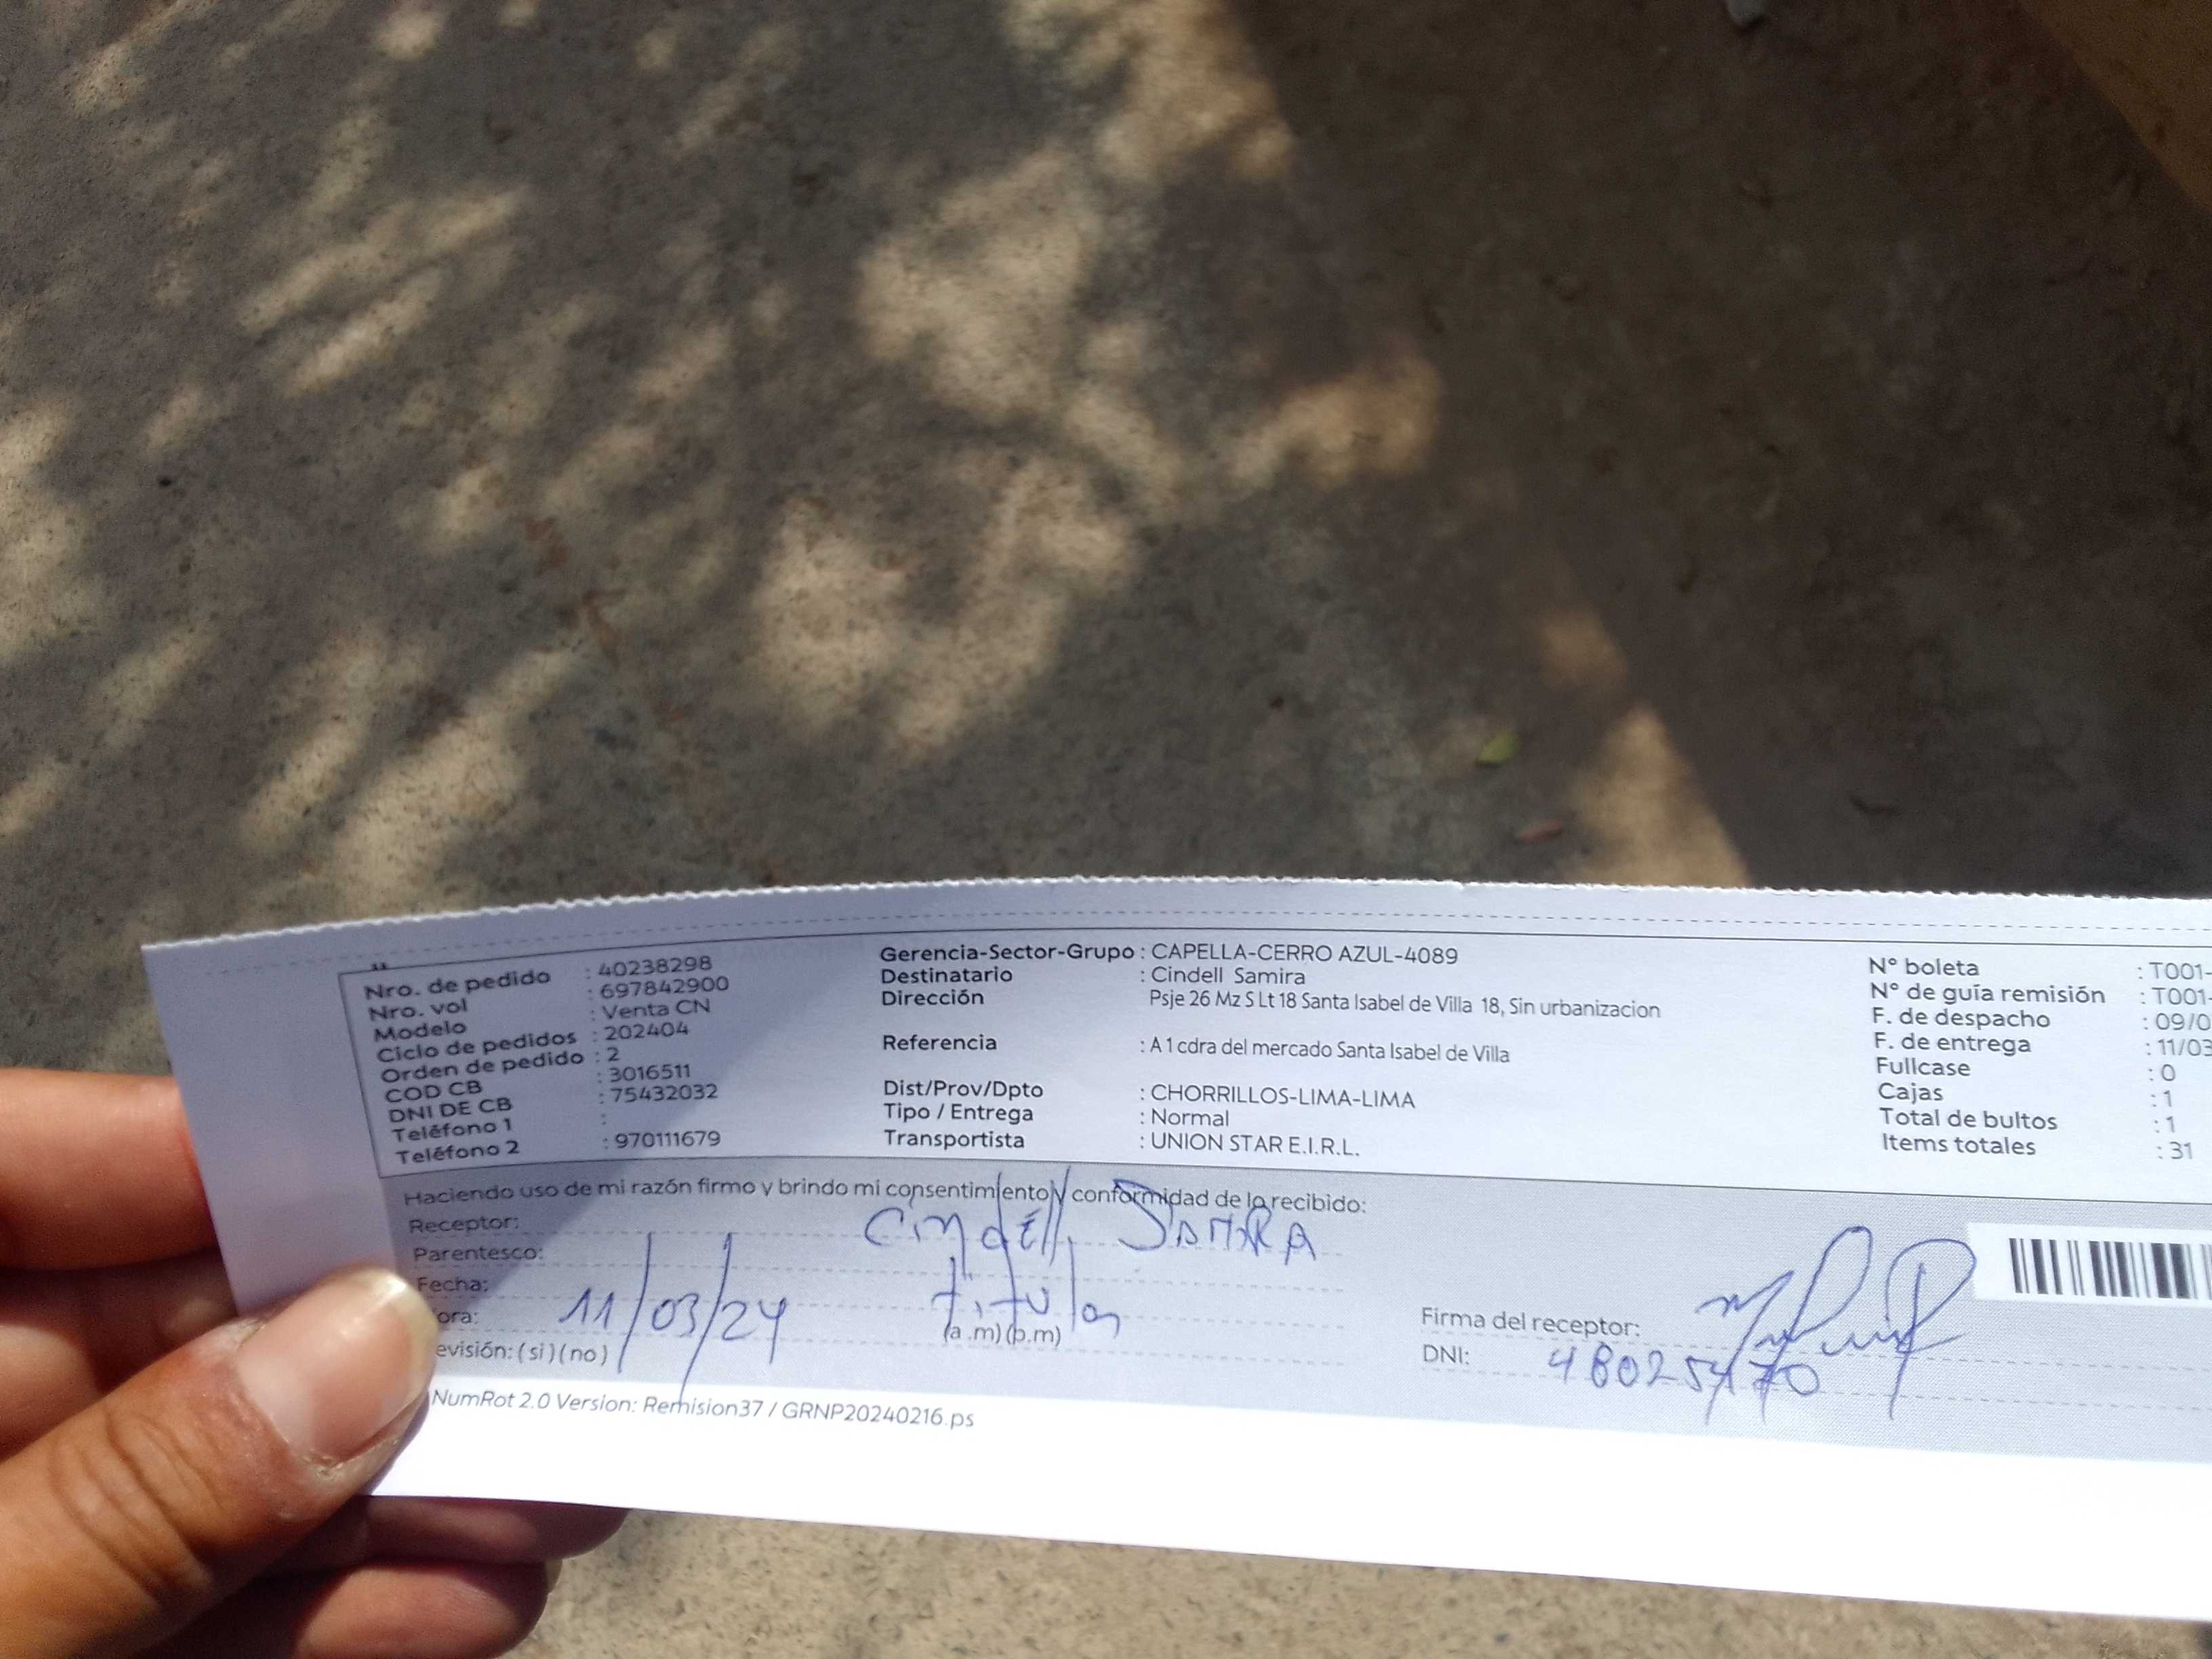 Nro. de pedido : 40238298
Nro. vol : 697842900
Modelo : Venta CN
Ciclo de pedidos : 202404
Orden de pedido : 2
COD CB : 3016511
DNI DE CB : 75432032
Teléfono 1 :
Teléfono 2 : 970111679
Gerencia-Sector-Grupo : CAPELLA-CERRO AZUL-4089
Destinatario : Cindell Samira
Dirección Psje 26 Mz S Lt 18 Santa Isabel de Villa 18, Sin urbanizacion
Referencia : A 1 cdra del mercado Santa Isabel de Villa
Dist/Prov/Dpto : CHORRILLOS-LIMA-LIMA
Tipo / Entrega : Normal
Transportista : UNION STAR E.I.R.L.
N° boleta : T001-
N° de guía remisión : T001-
F. de despacho : 09/0
F. de entrega : 11/03
Fullcase : 0
Cajas : 1
Total de bultos : 1
Items totales : 31
Haciendo uso de mi razón firmo y brindo mi consentimiento y conformidad de lo recibido:
Receptor: Cindell SAMIRA
Parentesco: titular
Fecha: 11/03/24
ora: (a .m) (p.m)
evisión: (si) (no)
Firma del receptor:
DNI:
NumRot 2.0 Version: Remision37 / GRNP20240216.ps